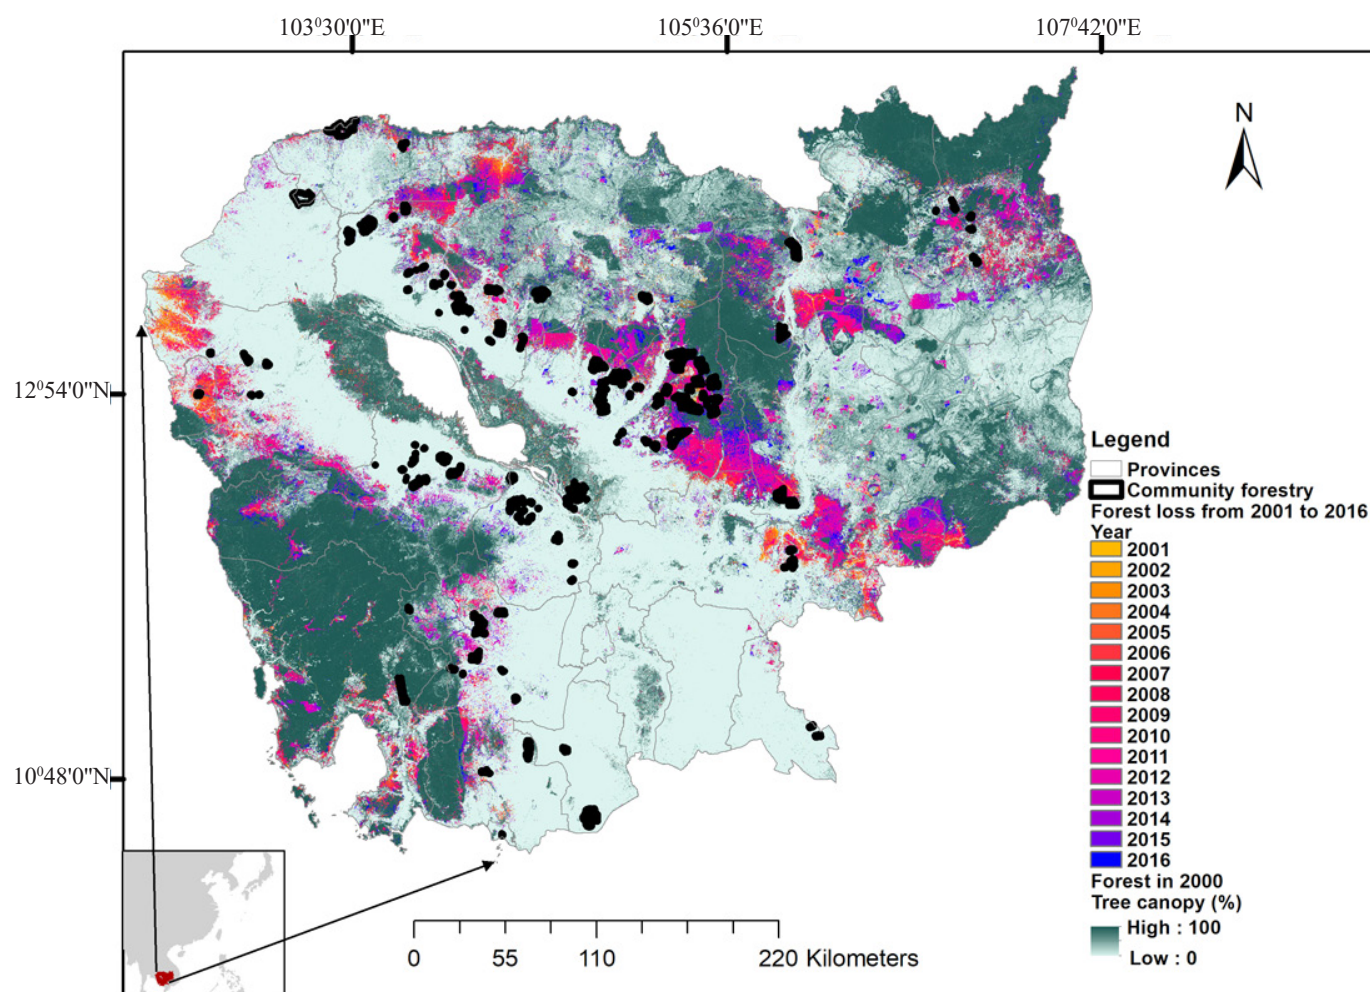 103⁰30'0"E 105⁰36'0"E 107⁰42'0"E
N
12⁰54'0"N
10⁰48'0"N
Legend
Provinces
Community forestry
Forest loss from 2001 to 2016
Year
2001
2002
2003
2004
2005
2006
2007
2008
2009
2010
2011
2012
2013
2014
2015
2016
Forest in 2000
Tree canopy (%)
High : 100
Low : 0
0 55 110 220 Kilometers